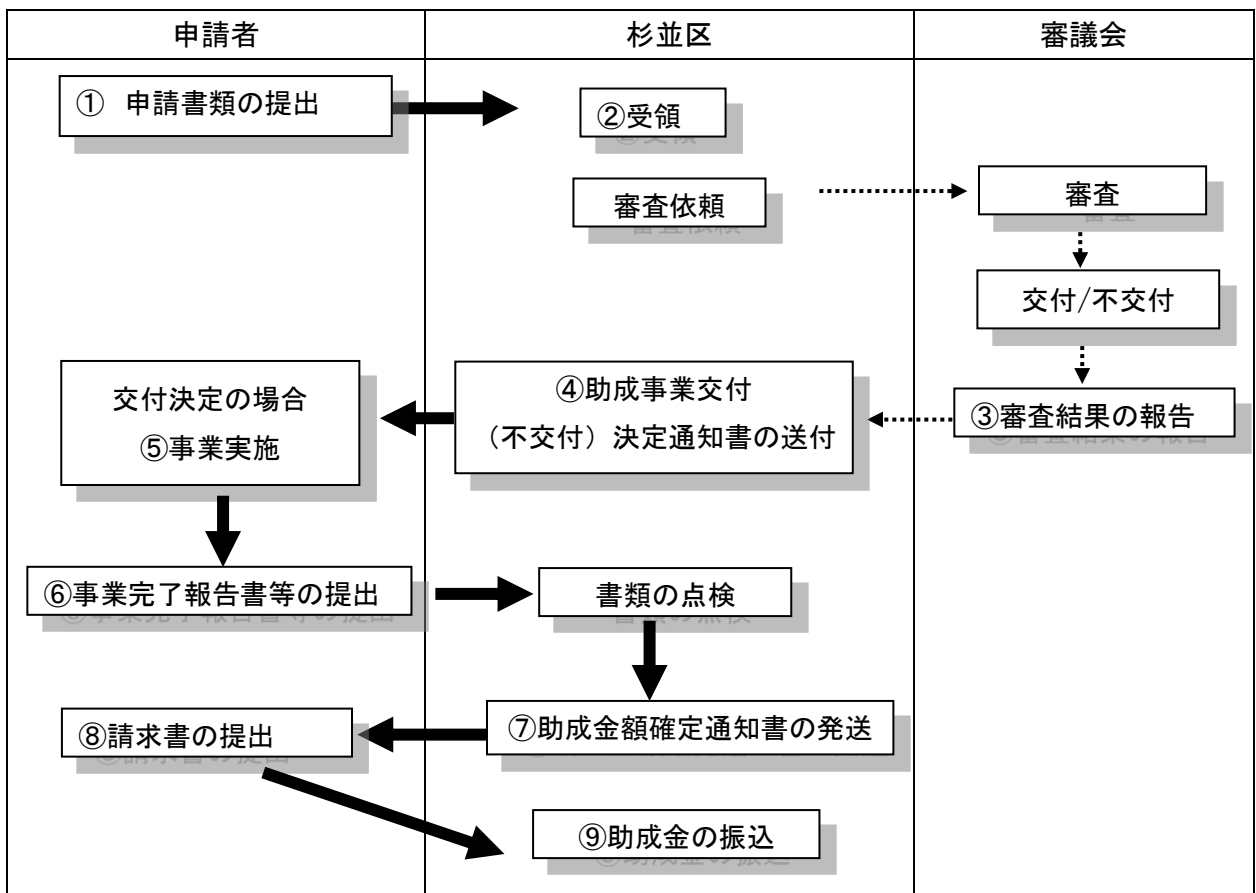 申請者
杉並区
審議会
① 申請書類の提出
②受領
審査依頼
審査
交付/不交付
③審査結果の報告
④助成事業交付
（不交付）決定通知書の送付
交付決定の場合
⑤事業実施
⑥事業完了報告書等の提出
書類の点検
⑦助成金額確定通知書の発送
⑧請求書の提出
⑨助成金の振込